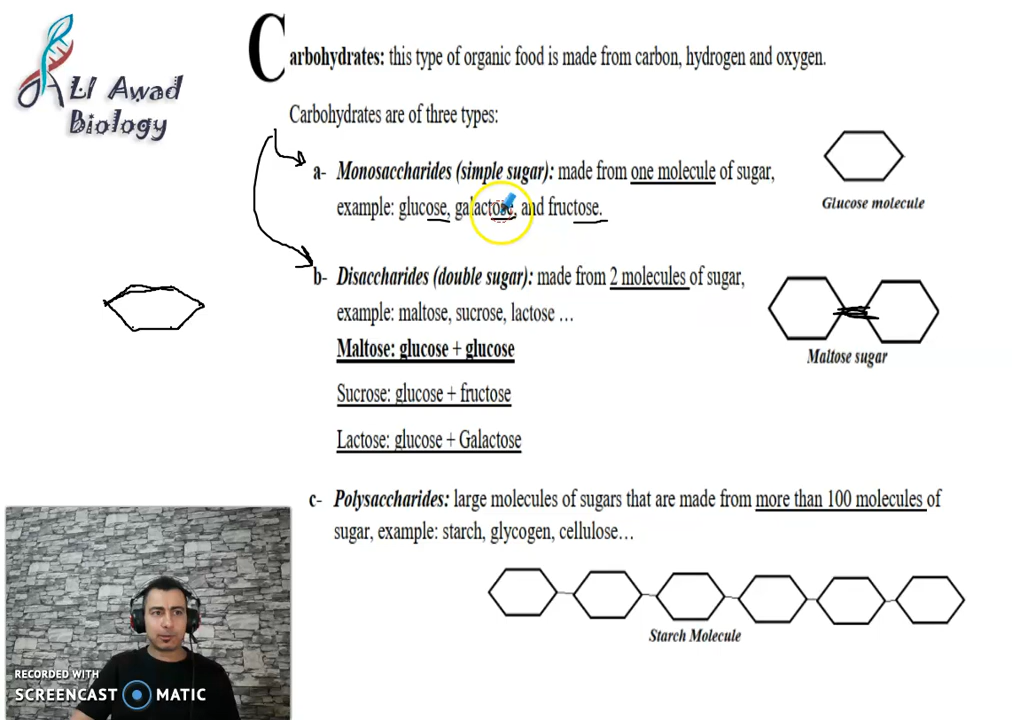 ALI Awad
Biology
Carbohydrates: this type of organic food is made from carbon, hydrogen and oxygen.
Carbohydrates are of three types:
a- Monosaccharides (simple sugar): made from one molecule of sugar,
example: glucose, galactose, and fructose.
Glucose molecule
b- Disaccharides (double sugar): made from 2 molecules of sugar,
example: maltose, sucrose, lactose …
Maltose: glucose + glucose
Maltose sugar
Sucrose: glucose + fructose
Lactose: glucose + Galactose
c- Polysaccharides: large molecules of sugars that are made from more than 100 molecules of
sugar, example: starch, glycogen, cellulose…
Starch Molecule
RECORDED WITH
SCREENCAST MATIC